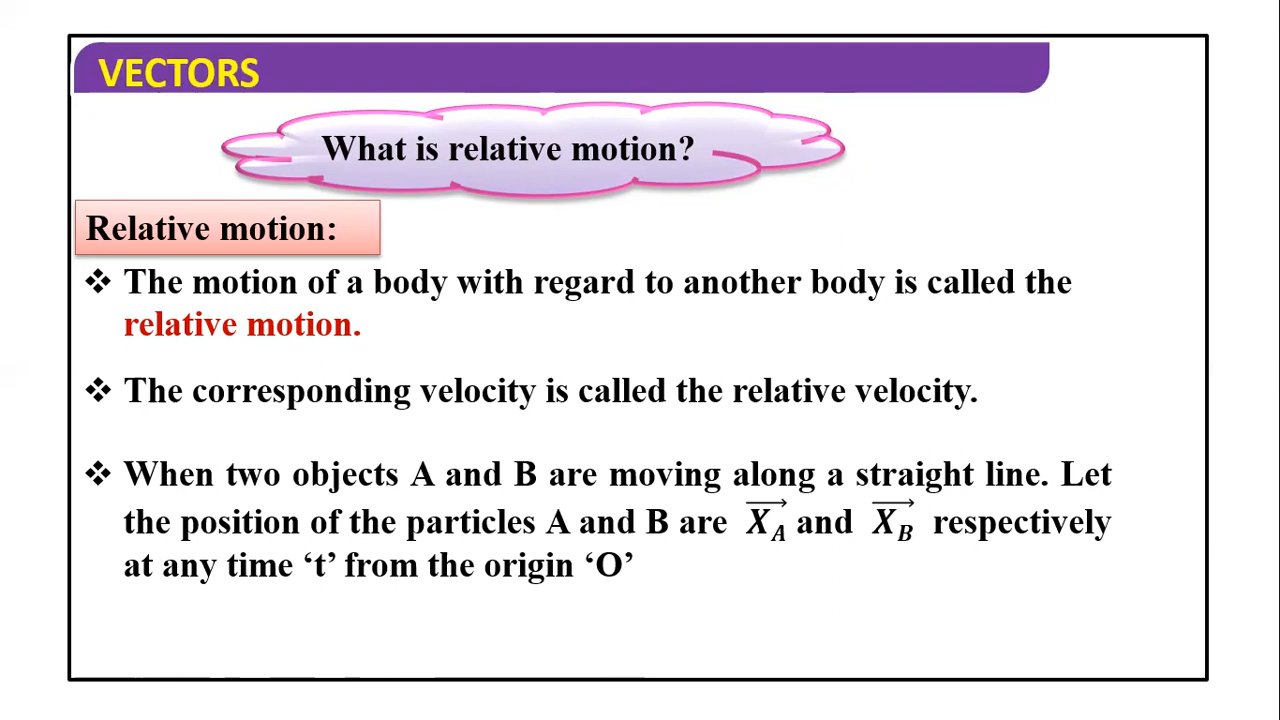 VECTORS
What is relative motion?
Relative motion:
❖ The motion of a body with regard to another body is called the
relative motion.
❖ The corresponding velocity is called the relative velocity.
❖ When two objects A and B are moving along a straight line. Let
the position of the particles A and B are $\overrightarrow{X_A}$ and $\overrightarrow{X_B}$ respectively
at any time ‘t’ from the origin ‘O’